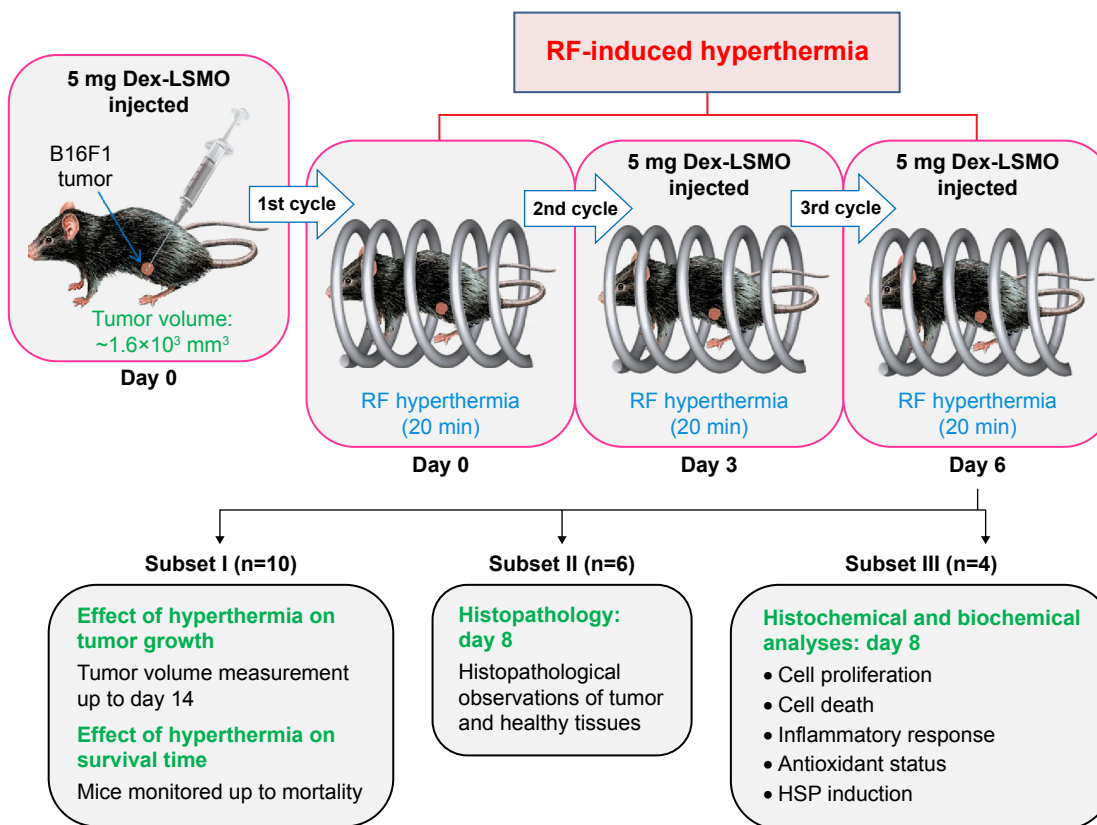 RF-induced hyperthermia
5 mg Dex-LSMO
injected
B16F1
tumor
Tumor volume:
~1.6×10³ mm³
Day 0
1st cycle
RF hyperthermia
(20 min)
Day 0
2nd cycle
5 mg Dex-LSMO
injected
RF hyperthermia
(20 min)
Day 3
3rd cycle
5 mg Dex-LSMO
injected
RF hyperthermia
(20 min)
Day 6
Subset I (n=10)
Effect of hyperthermia on
tumor growth
Tumor volume measurement
up to day 14
Effect of hyperthermia on
survival time
Mice monitored up to mortality
Subset II (n=6)
Histopathology:
day 8
Histopathological
observations of tumor
and healthy tissues
Subset III (n=4)
Histochemical and biochemical
analyses: day 8
• Cell proliferation
• Cell death
• Inflammatory response
• Antioxidant status
• HSP induction